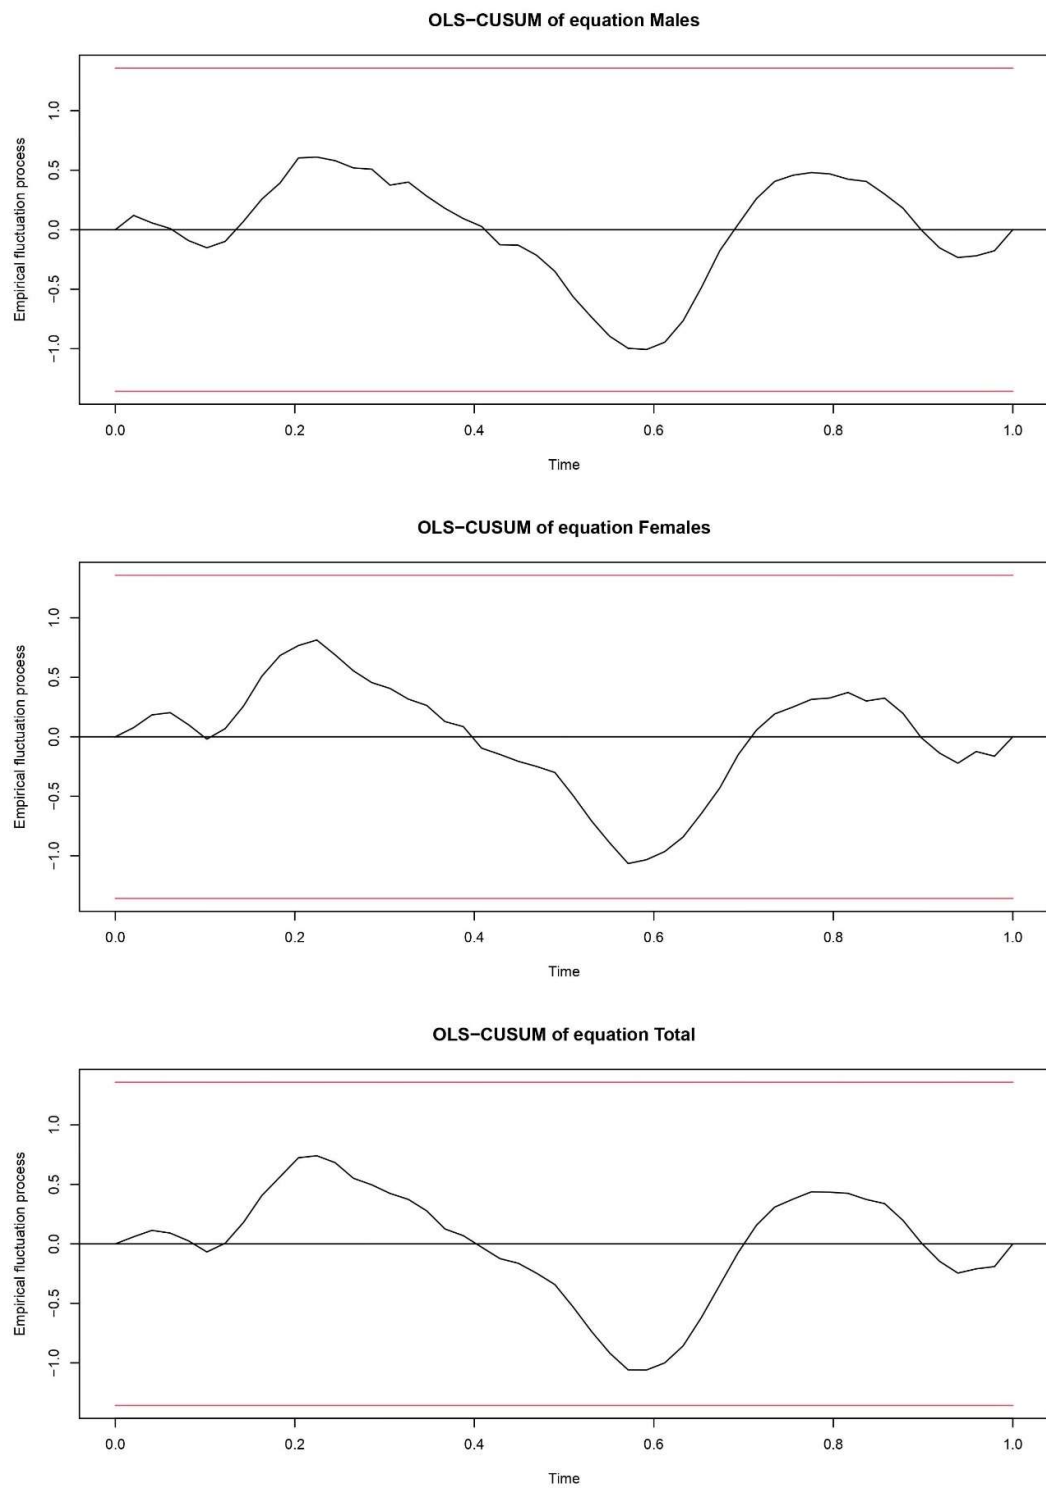 OLS−CUSUM of equation Males
Empirical fluctuation process
1.0
0.5
0.0
−0.5
−1.0
0.0 0.2 0.4 0.6 0.8 1.0
Time
OLS−CUSUM of equation Females
Empirical fluctuation process
1.0
0.5
0.0
−0.5
−1.0
0.0 0.2 0.4 0.6 0.8 1.0
Time
OLS−CUSUM of equation Total
Empirical fluctuation process
1.0
0.5
0.0
−0.5
−1.0
0.0 0.2 0.4 0.6 0.8 1.0
Time